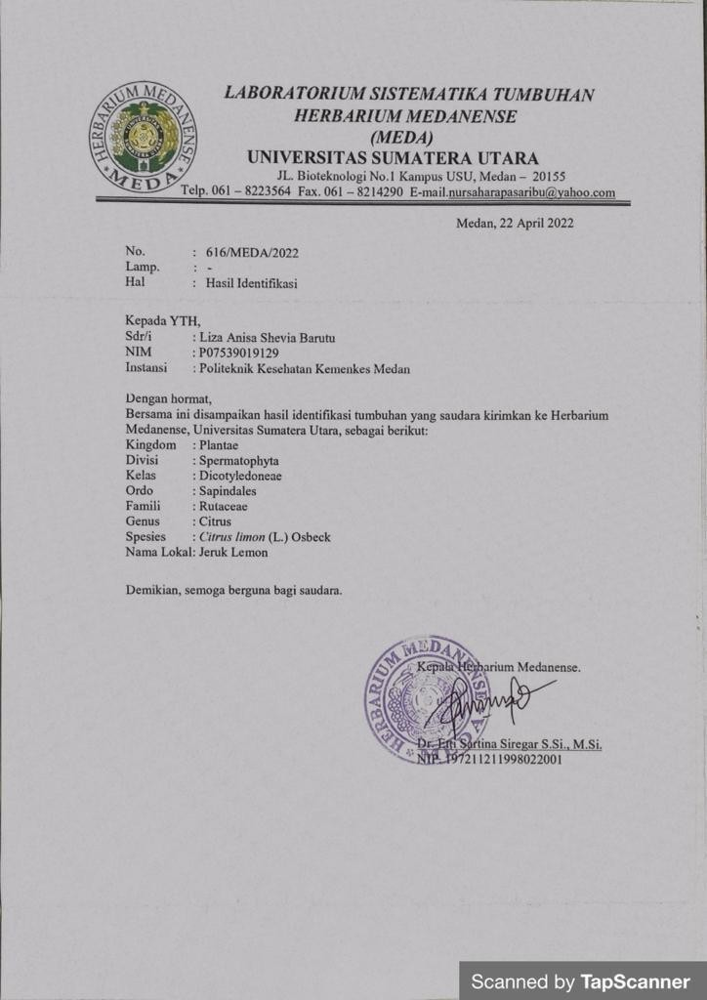 HERBARIUM MEDANENSE
* MEDA *
LABORATORIUM SISTEMATIKA TUMBUHAN
HERBARIUM MEDANENSE
(MEDA)
UNIVERSITAS SUMATERA UTARA
JL. Bioteknologi No.1 Kampus USU, Medan – 20155
Telp. 061 – 8223564 Fax. 061 – 8214290 E-mail.nursaharapasaribu@yahoo.com
Medan, 22 April 2022
No. : 616/MEDA/2022
Lamp. : -
Hal : Hasil Identifikasi
Kepada YTH,
Sdr/i : Liza Anisa Shevia Barutu
NIM : P07539019129
Instansi : Politeknik Kesehatan Kemenkes Medan
Dengan hormat,
Bersama ini disampaikan hasil identifikasi tumbuhan yang saudara kirimkan ke Herbarium
Medanense, Universitas Sumatera Utara, sebagai berikut:
Kingdom : Plantae
Divisi : Spermatophyta
Kelas : Dicotyledoneae
Ordo : Sapindales
Famili : Rutaceae
Genus : Citrus
Spesies : Citrus limon (L.) Osbeck
Nama Lokal: Jeruk Lemon
Demikian, semoga berguna bagi saudara.
HERBARIUM MEDANENSE
Kepala Herbarium Medanense.
Dr. Etti Sartina Siregar S.Si., M.Si.
NIP. 197211211998022001
Scanned by TapScanner